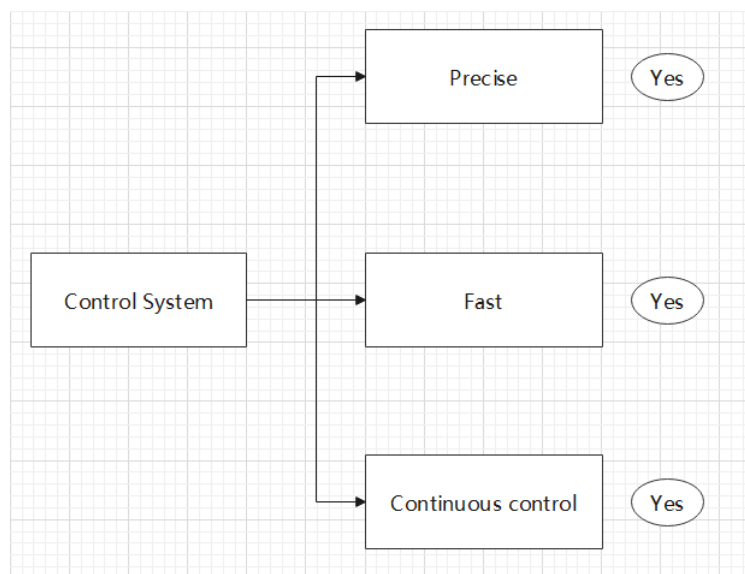 Precise
Yes
Control System
Fast
Yes
Continuous control
Yes